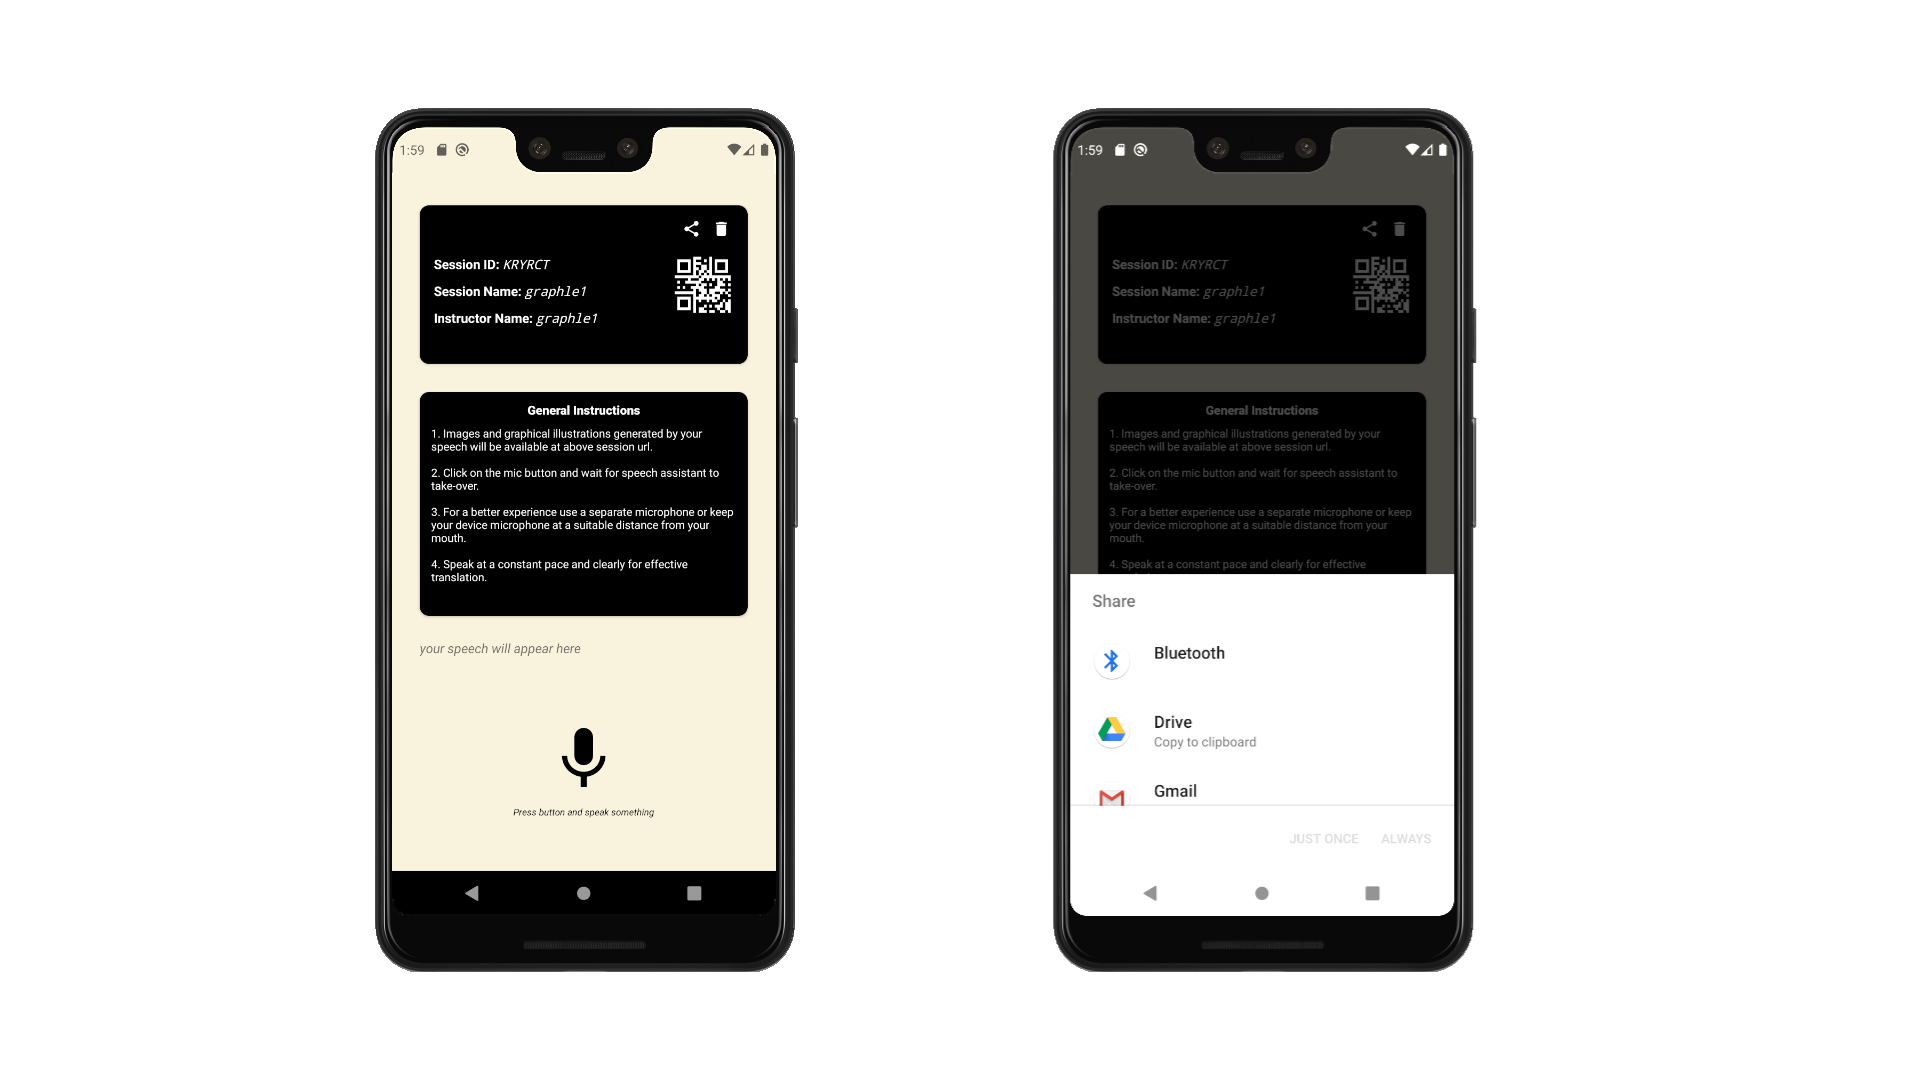 1:59
Session ID: KRYRCT
Session Name: graphle1
Instructor Name: graphle1
General Instructions
1. Images and graphical illustrations generated by your
speech will be available at above session url.
2. Click on the mic button and wait for speech assistant to
take-over.
3. For a better experience use a separate microphone or keep
your device microphone at a suitable distance from your
mouth.
4. Speak at a constant pace and clearly for effective
translation.
your speech will appear here
Press button and speak something
1:59
Session ID: KRYRCT
Session Name: graphle1
Instructor Name: graphle1
General Instructions
1. Images and graphical illustrations generated by your
speech will be available at above session url.
2. Click on the mic button and wait for speech assistant to
take-over.
3. For a better experience use a separate microphone or keep
your device microphone at a suitable distance from your
mouth.
4. Speak at a constant pace and clearly for effective
Share
Bluetooth
Drive
Copy to clipboard
Gmail
JUST ONCE ALWAYS